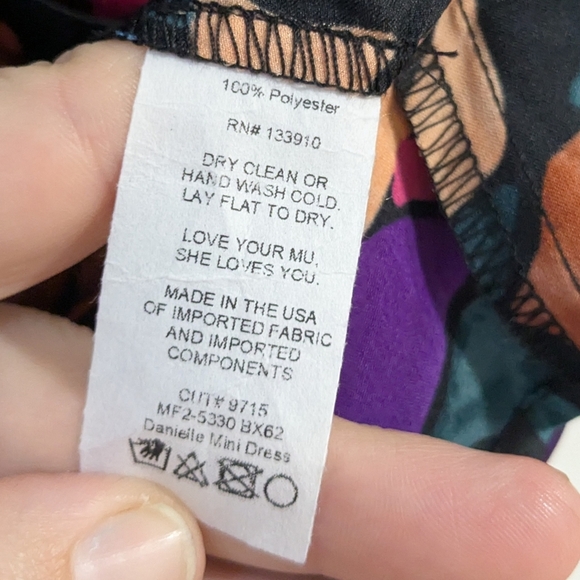 100% Polyester
RN# 133910
DRY CLEAN OR
HAND WASH COLD.
LAY FLAT TO DRY.
LOVE YOUR MU,
SHE LOVES YOU.
MADE IN THE USA
OF IMPORTED FABRIC
AND IMPORTED
COMPONENTS
CUT# 9715
MF2-5330 BX62
Danielle Mini Dress